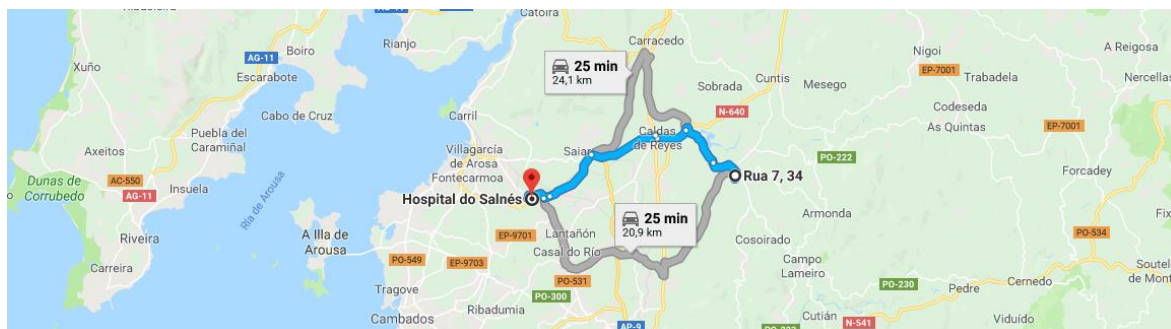 Catoira
Rianjo
Boiro
AG-11
Xuño
Escarabote
Cabo de Cruz
Carracedo
25 min
24,1 km
Nigoi
A Reigosa
EP-7001
Trabadela
Nercellas
Sobrada
Curtis
Mesego
N-640
Codeseda
As Quintas
EP-7001
Carril
Puebla del
Caramiñal
Axeitos
Saiar
Caldas
de Reyes
PO-222
Villagarcía
de Arosa
Fontecarmoa
Rua 7, 34
Forcadey
Dunas de
Corrubedo
AC-550
AG-11
Insuela
Ría de Arousa
Hospital do Salnés
25 min
20,9 km
Armonda
Fix
A Illa de
Arousa
EP-9701
Lantañón
Casal do Río
Cosoirado
PO-534
Riveira
PO-549
EP-9703
PO-531
Campo
Lameiro
Soutelo
de Mont
Carreira
Tragove
PO-300
PO-230
Pedre
Cernedo
Ribadumia
Cambados
AP-9
Cutián
N-541
Viduído